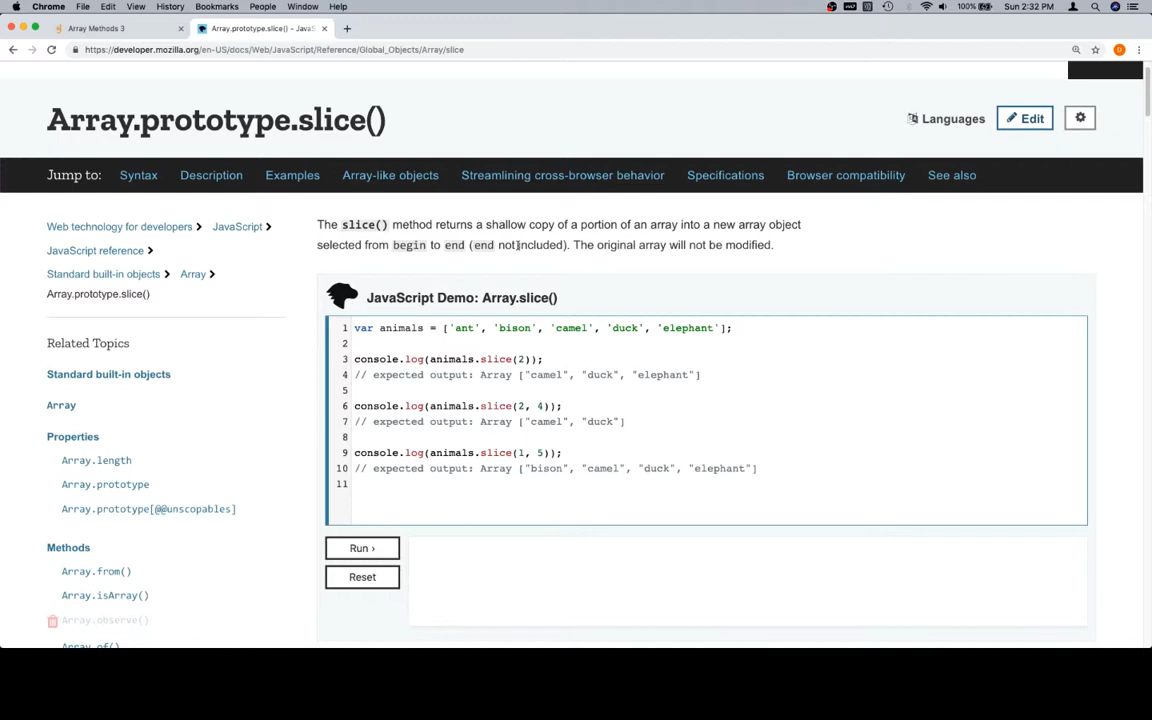 Chrome File Edit View History Bookmarks People Window Help 100% Sun 2:32 PM
Array Methods 3 Array.prototype.slice() – JavaS
https://developer.mozilla.org/en-US/docs/Web/JavaScript/Reference/Global_Objects/Array/slice
Array.prototype.slice()
Languages Edit
Jump to: Syntax Description Examples Array-like objects Streamlining cross-browser behavior Specifications Browser compatibility See also
Web technology for developers JavaScript
JavaScript reference
Standard built-in objects Array
Array.prototype.slice()
Related Topics
Standard built-in objects
Array
Properties
Array.length
Array.prototype
Array.prototype[@@unscopables]
Methods
Array.from()
Array.isArray()
Array.observe()
Array.of()
The slice() method returns a shallow copy of a portion of an array into a new array object
selected from begin to end (end not included). The original array will not be modified.
JavaScript Demo: Array.slice()
1 var animals = ['ant', 'bison', 'camel', 'duck', 'elephant'];
2
3 console.log(animals.slice(2));
4 // expected output: Array ["camel", "duck", "elephant"]
5
6 console.log(animals.slice(2, 4));
7 // expected output: Array ["camel", "duck"]
8
9 console.log(animals.slice(1, 5));
10 // expected output: Array ["bison", "camel", "duck", "elephant"]
11
Run ›
Reset